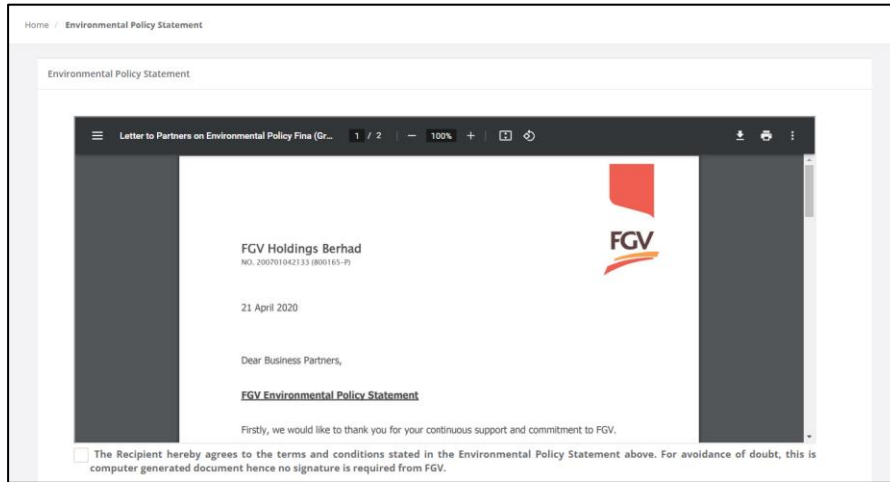 Home / Environmental Policy Statement
Environmental Policy Statement
Letter to Partners on Environmental Policy Fina (Gr... 1 / 2 | − 100% + |
FGV
FGV Holdings Berhad
NO. 200701042133 (800165-P)
21 April 2020
Dear Business Partners,
FGV Environmental Policy Statement
Firstly, we would like to thank you for your continuous support and commitment to FGV.
The Recipient hereby agrees to the terms and conditions stated in the Environmental Policy Statement above. For avoidance of doubt, this is
computer generated document hence no signature is required from FGV.